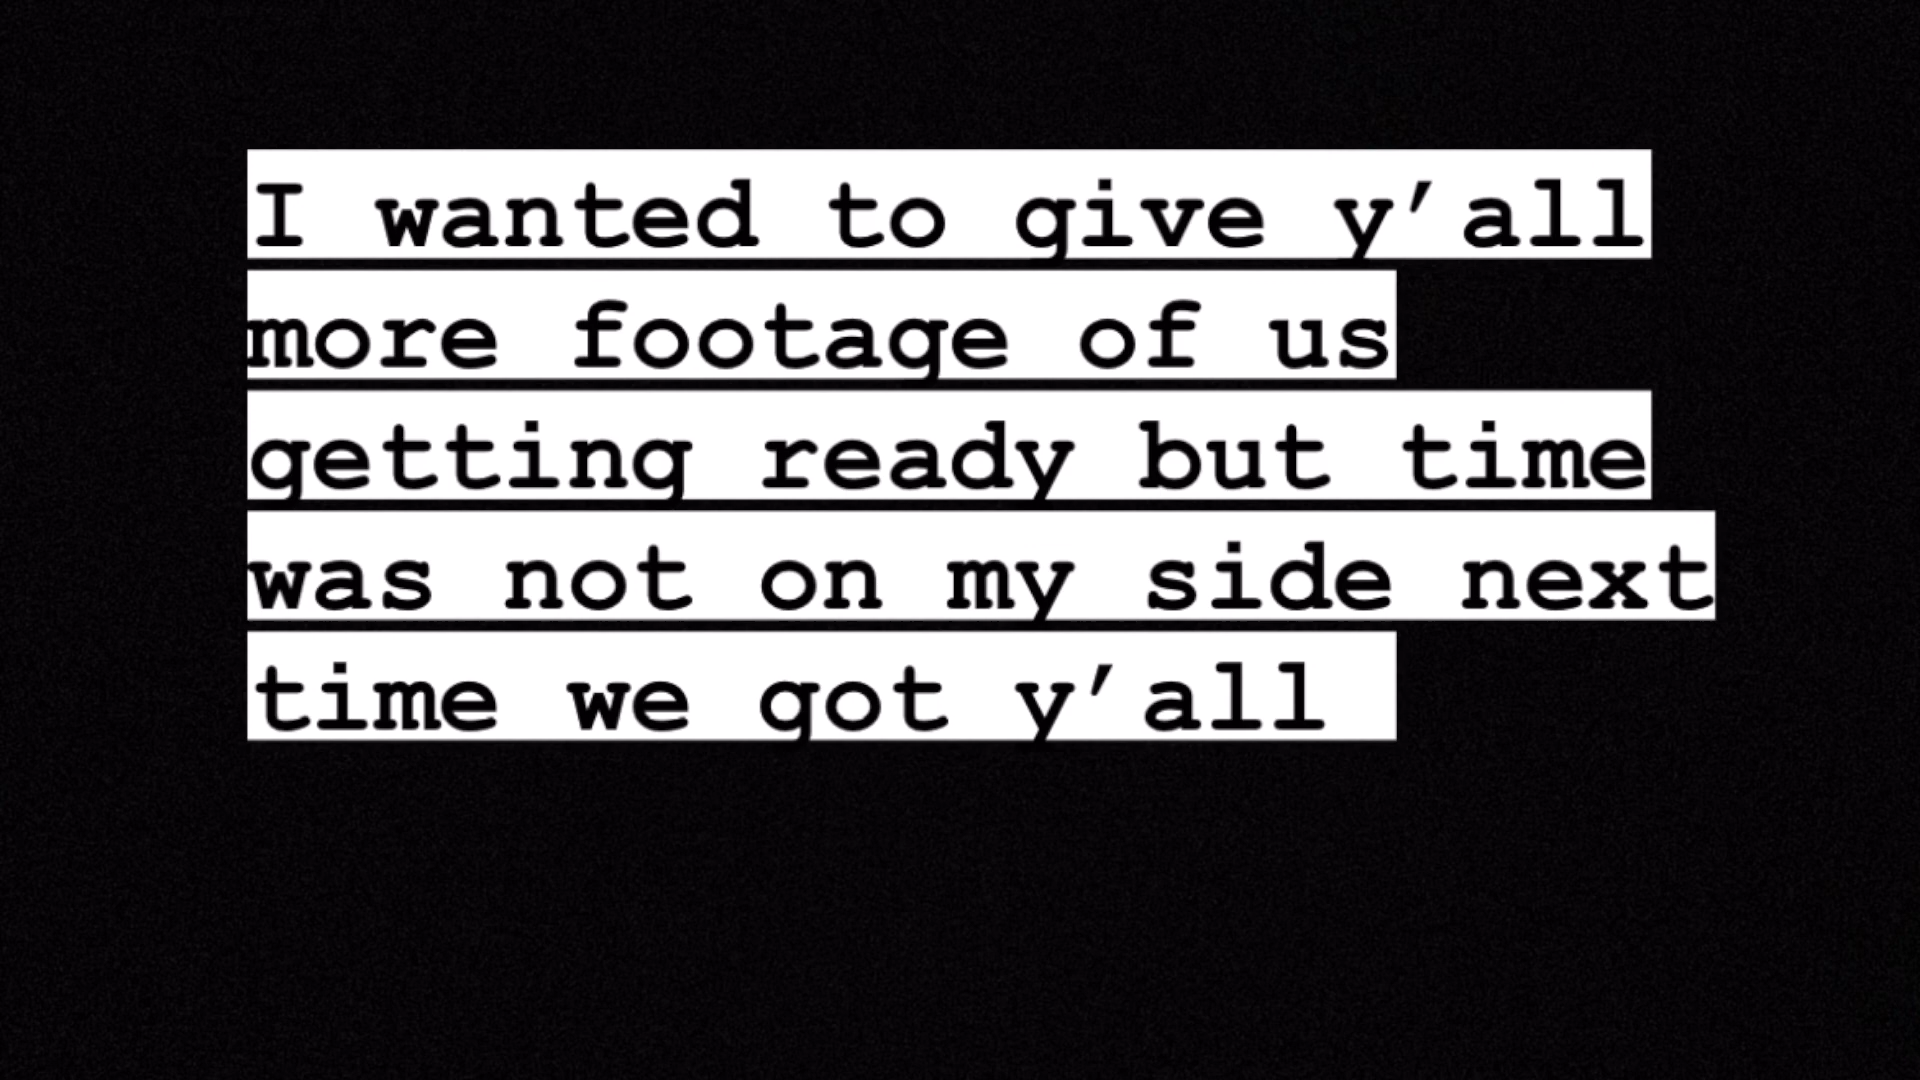 I wanted to give y’all
more footage of us
getting ready but time
was not on my side next
time we got y’all